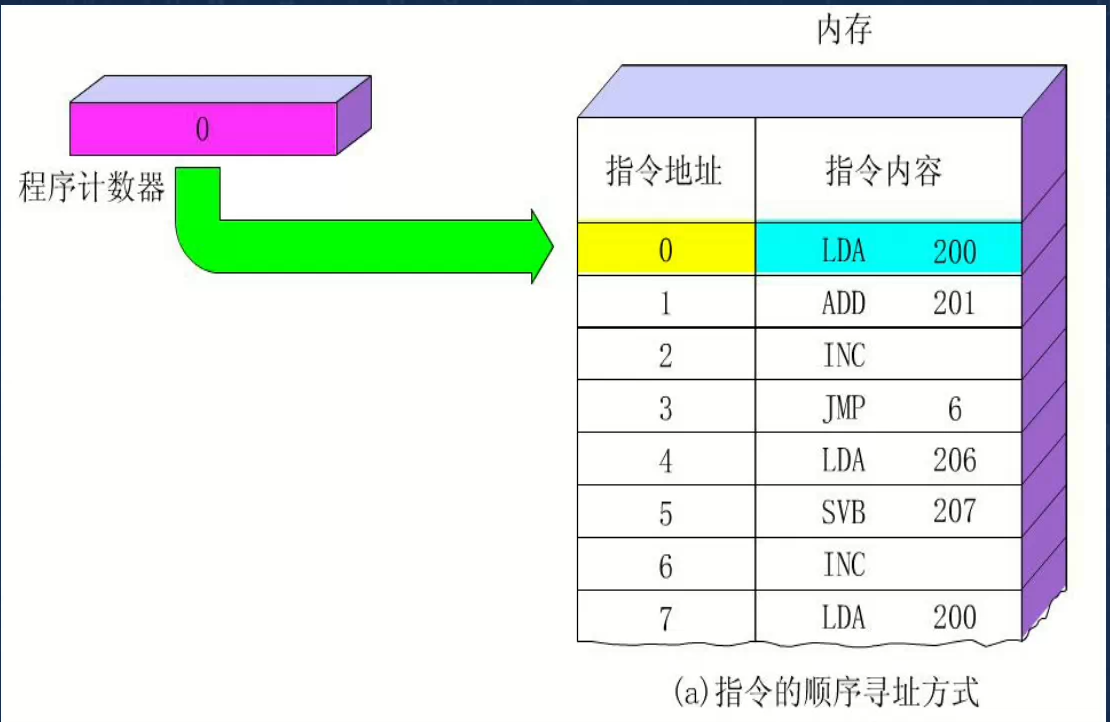 内存
0
程序计数器
指令地址 指令内容
0 LDA 200
1 ADD 201
2 INC
3 JMP 6
4 LDA 206
5 SVB 207
6 INC
7 LDA 200
(a)指令的顺序寻址方式